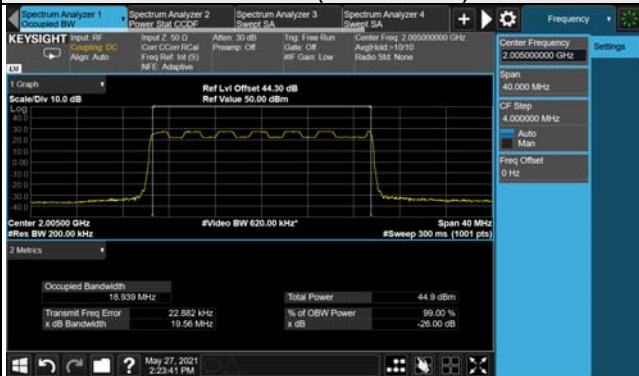 Spectrum Analyzer 1
Occupied BW
Spectrum Analyzer 2
Power Stat CCDF
Spectrum Analyzer 3
Swept SA
Spectrum Analyzer 4
Swept SA
Frequency
KEYSIGHT
Input: RF
Coupling: DC
Align: Auto
Input Z: 50 Ω
Corr CCorr RCal
Freq Ref: Int (S)
NFE: Adaptive
Atten: 30 dB
Preamp: Off
Trig: Free Run
Gate: Off
#IF Gain: Low
Center Freq: 2.005000000 GHz
Avg|Hold:>10/10
Radio Std: None
Center Frequency
2.005000000 GHz
Settings
Span
40.000 MHz
CF Step
4.000000 MHz
Auto
Man
Freq Offset
0 Hz
1 Graph
Scale/Div 10.0 dB
Ref Lvl Offset 44.30 dB
Ref Value 50.00 dBm
Log
40.0
30.0
20.0
10.0
0.00
-10.0
-20.0
-30.0
-40.0
Center 2.00500 GHz
#Res BW 200.00 kHz
#Video BW 620.00 kHz*
Span 40 MHz
#Sweep 300 ms (1001 pts)
2 Metrics
Occupied Bandwidth
18.939 MHz
Total Power 44.9 dBm
Transmit Freq Error 22.882 kHz
% of OBW Power 99.00 %
x dB Bandwidth 19.56 MHz
x dB -26.00 dB
?
May 27, 2021
2:23:41 PM